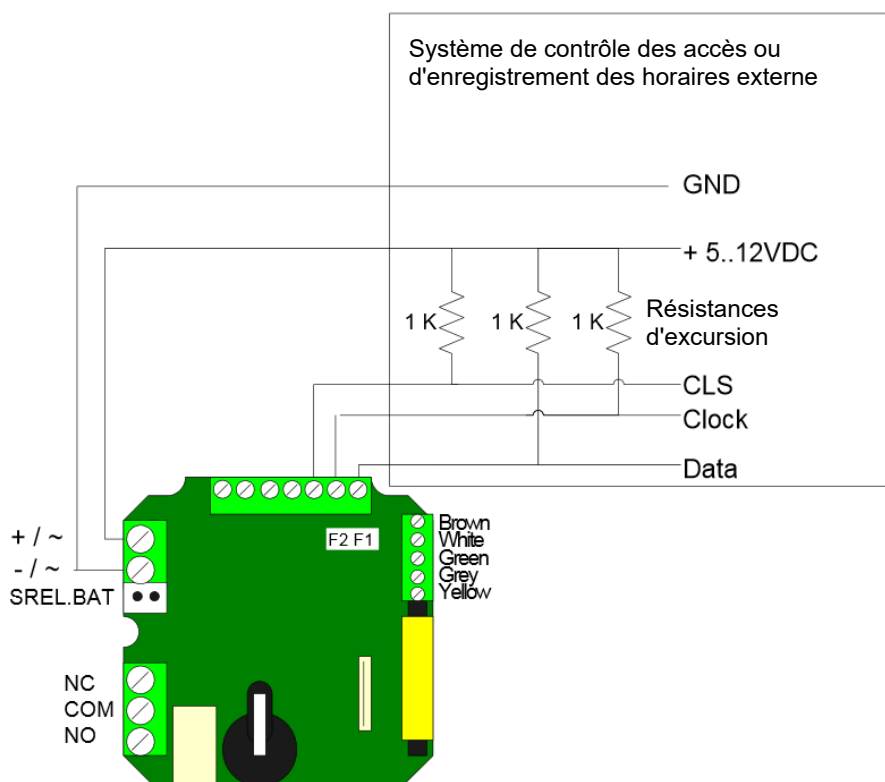 Système de contrôle des accès ou
d'enregistrement des horaires externe
GND
+ 5..12VDC
1 K
1 K
1 K
Résistances
d'excursion
CLS
Clock
Data
+ / ~
- / ~
SREL.BAT
F2 F1
Brown
White
Green
Grey
Yellow
NC
COM
NO